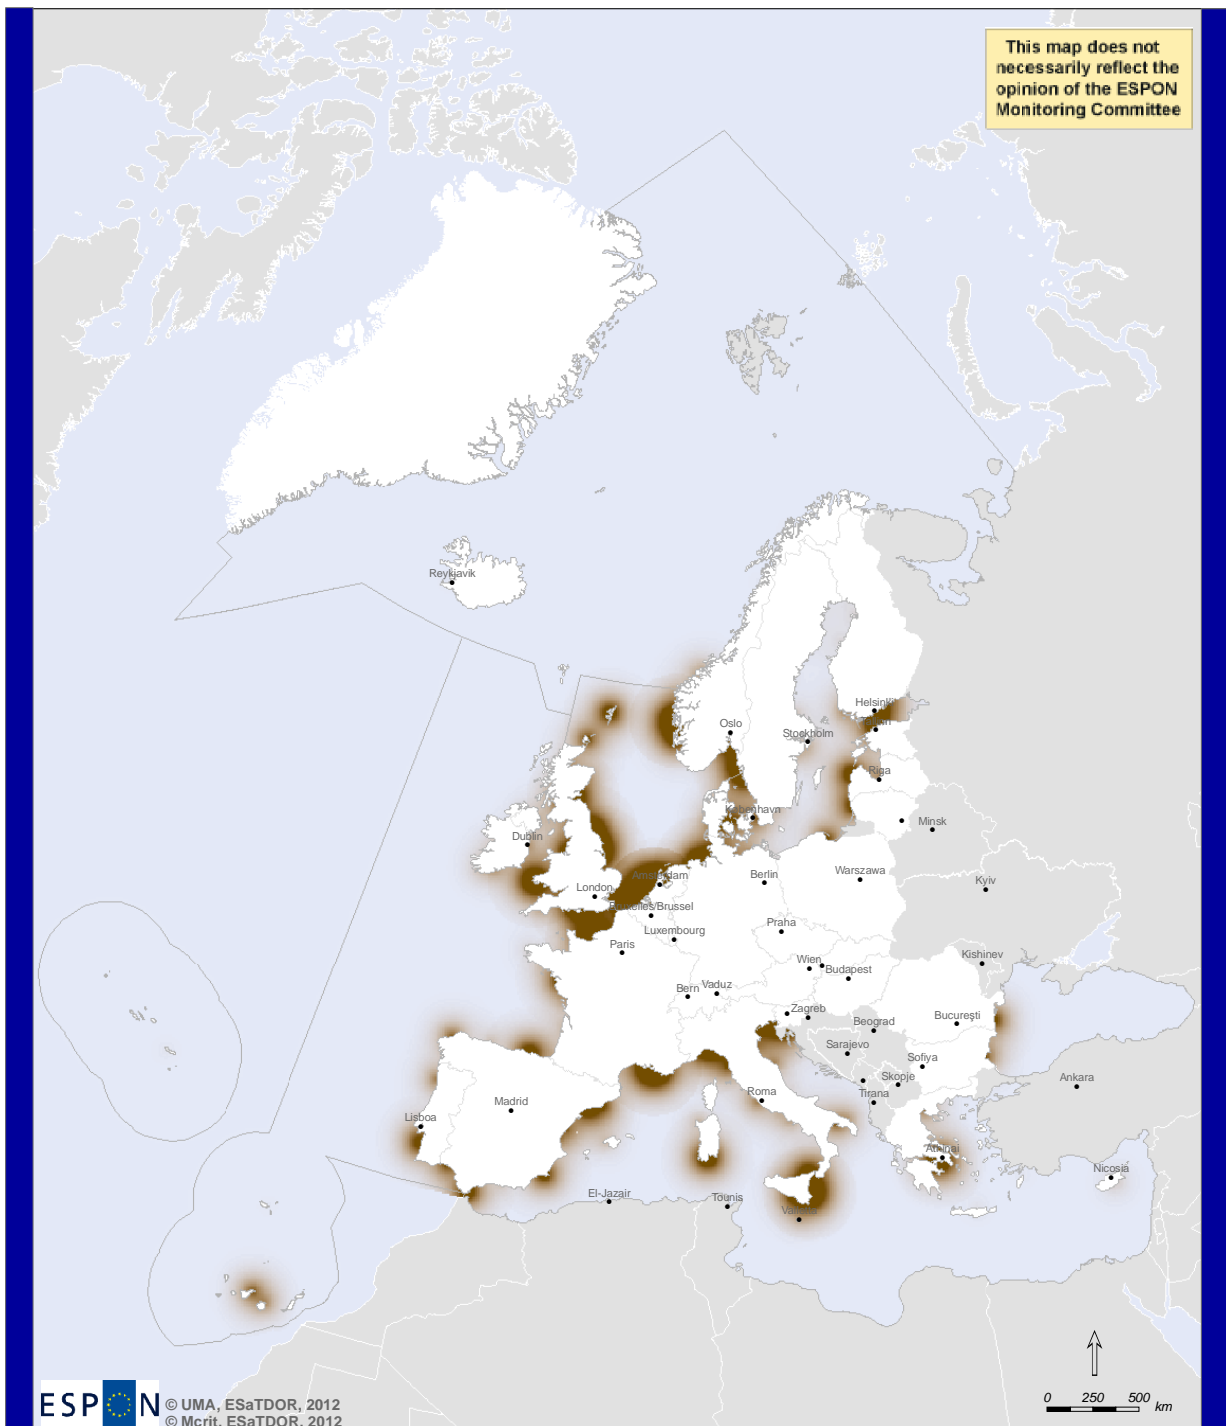 This map does not
necessarily reflect the
opinion of the ESPON
Monitoring Committee
Reykjavik
Helsinki
Oslo
Stockholm
Riga
København
Minsk
Dublin
Amsterdam
Berlin
Warszawa
London
Kyiv
Bruxelles/Brussel
Praha
Luxembourg
Paris
Wien
Kishinev
Budapest
Bern
Vaduz
Zagreb
Beograd
Bucureşti
Sarajevo
Sofiya
Skopje
Ankara
Tirana
Roma
Madrid
Lisboa
Athinai
Nicosia
El-Jazair
Tounis
0 250 500
km
ESPON
© UMA, ESaTDOR, 2012
© Mcrit, ESaTDOR, 2012